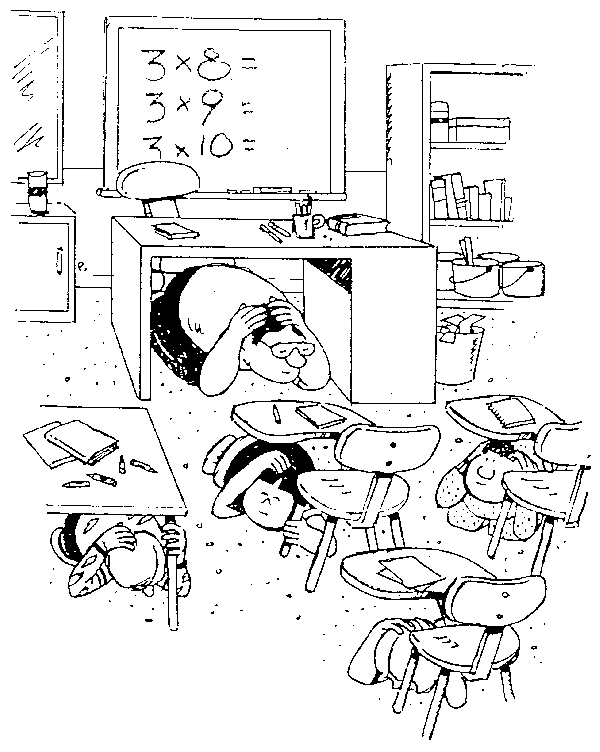 3 × 8 =
3 × 9 =
3 × 10 =